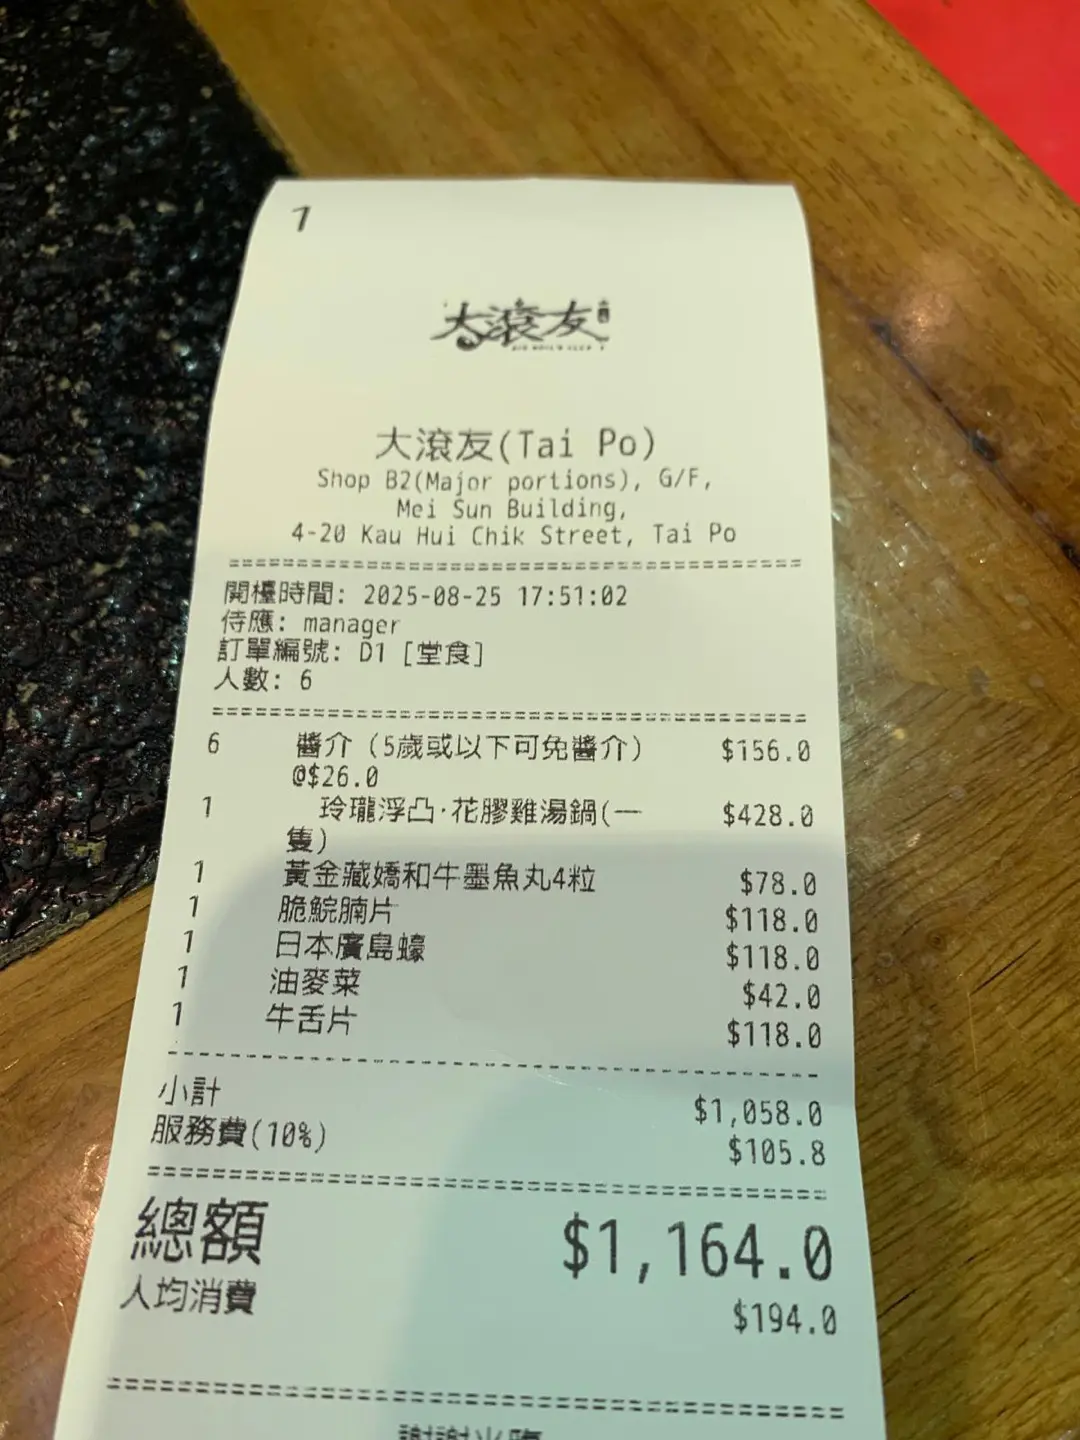 1
大滾友
大滾友(Tai Po)
Shop B2(Major portions), G/F,
Mei Sun Building,
4-20 Kau Hui Chik Street, Tai Po
開檯時間: 2025-08-25 17:51:02
侍應: manager
訂單編號: D1 [堂食]
人數: 6
6 醬介 (5歲或以下可免醬介) $156.0
@$26.0
1 玲瓏浮凸·花膠雞湯鍋(一 $428.0
隻)
1 黃金藏嬌和牛墨魚丸4粒 $78.0
1 脆鯇腩片 $118.0
1 日本廣島蠔 $118.0
1 油麥菜 $42.0
1 牛舌片 $118.0
小計 $1,058.0
服務費(10%) $105.8
總額 $1,164.0
人均消費 $194.0
謝謝光臨